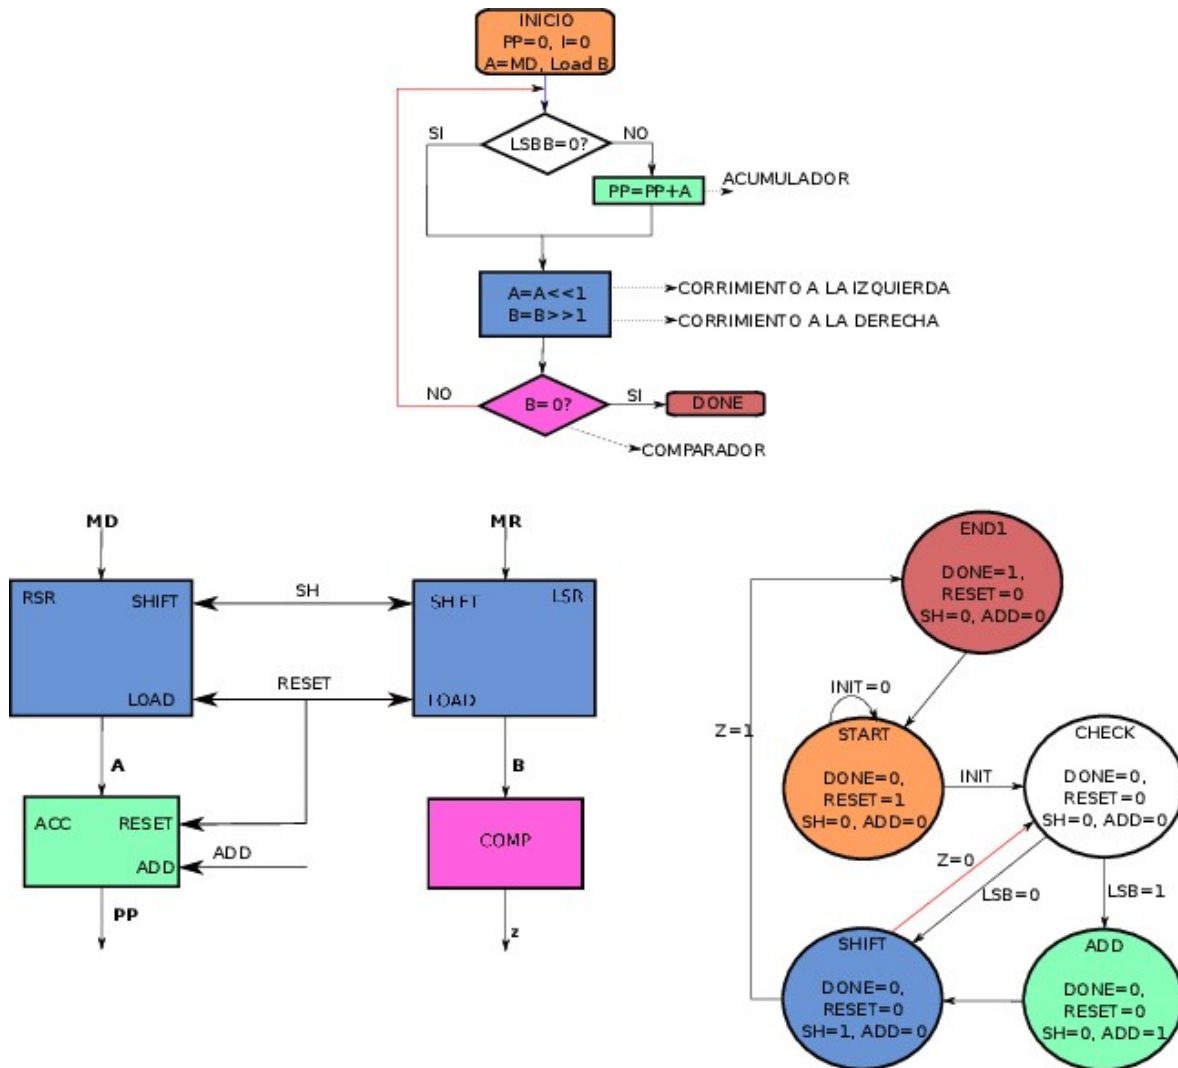 INICIO
PP=0, I=0
A=MD, Load B
SI
LSBB=0?
NO
PP=PP+A
ACUMULADOR
A=A<<1
B=B>>1
CORRIMIENTO A LA IZQUIERDA
CORRIMIENTO A LA DERECHA
NO
B=0?
SI
DONE
COMPARADOR
MD
MR
RSR
SHIFT
SH
SHIFT
LSR
LOAD
RESET
LOAD
A
B
ACC
RESET
ADD
ADD
COMP
PP
z
END1
DONE=1,
RESET=0
SH=0, ADD=0
INIT=0
Z=1
START
DONE=0,
RESET=1
SH=0, ADD=0
INIT
CHECK
DONE=0,
RESET=0
SH=0, ADD=0
Z=0
LSB=0
LSB=1
SHIFT
DONE=0,
RESET=0
SH=1, ADD=0
ADD
DONE=0,
RESET=0
SH=0, ADD=1